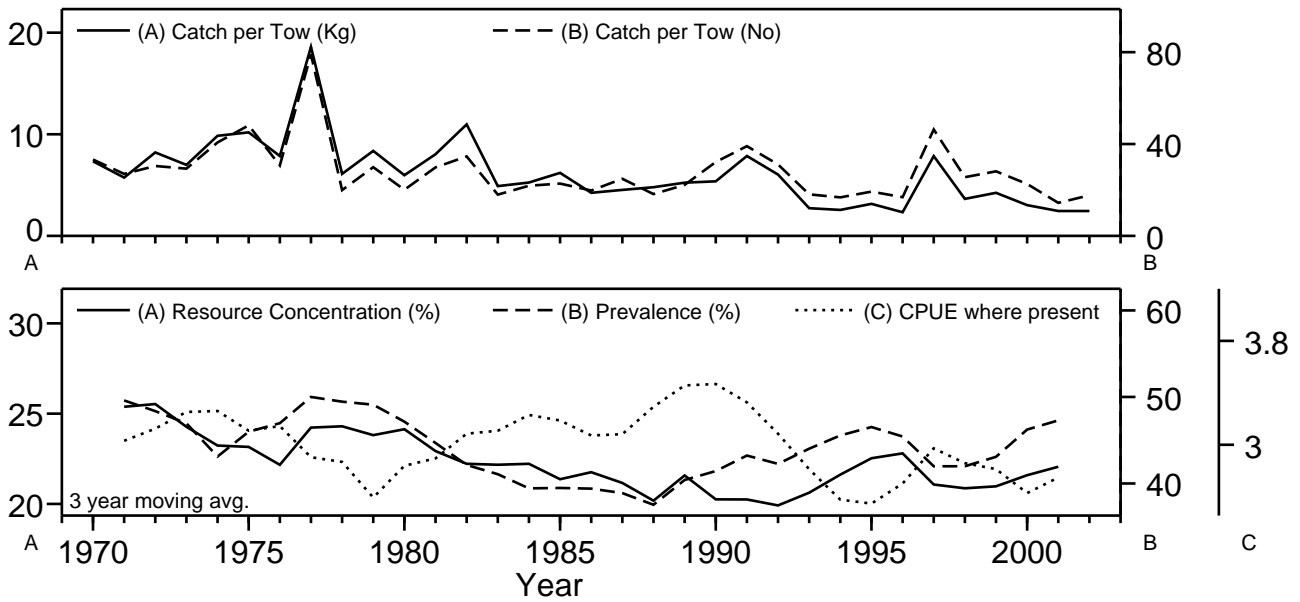 20
(A) Catch per Tow (Kg)
(B) Catch per Tow (No)
80
10
40
0
0
A
B
30
(A) Resource Concentration (%)
(B) Prevalence (%)
(C) CPUE where present
60
3.8
25
50
3
20
3 year moving avg.
40
A
1970 1975 1980 1985 1990 1995 2000
B
C
Year